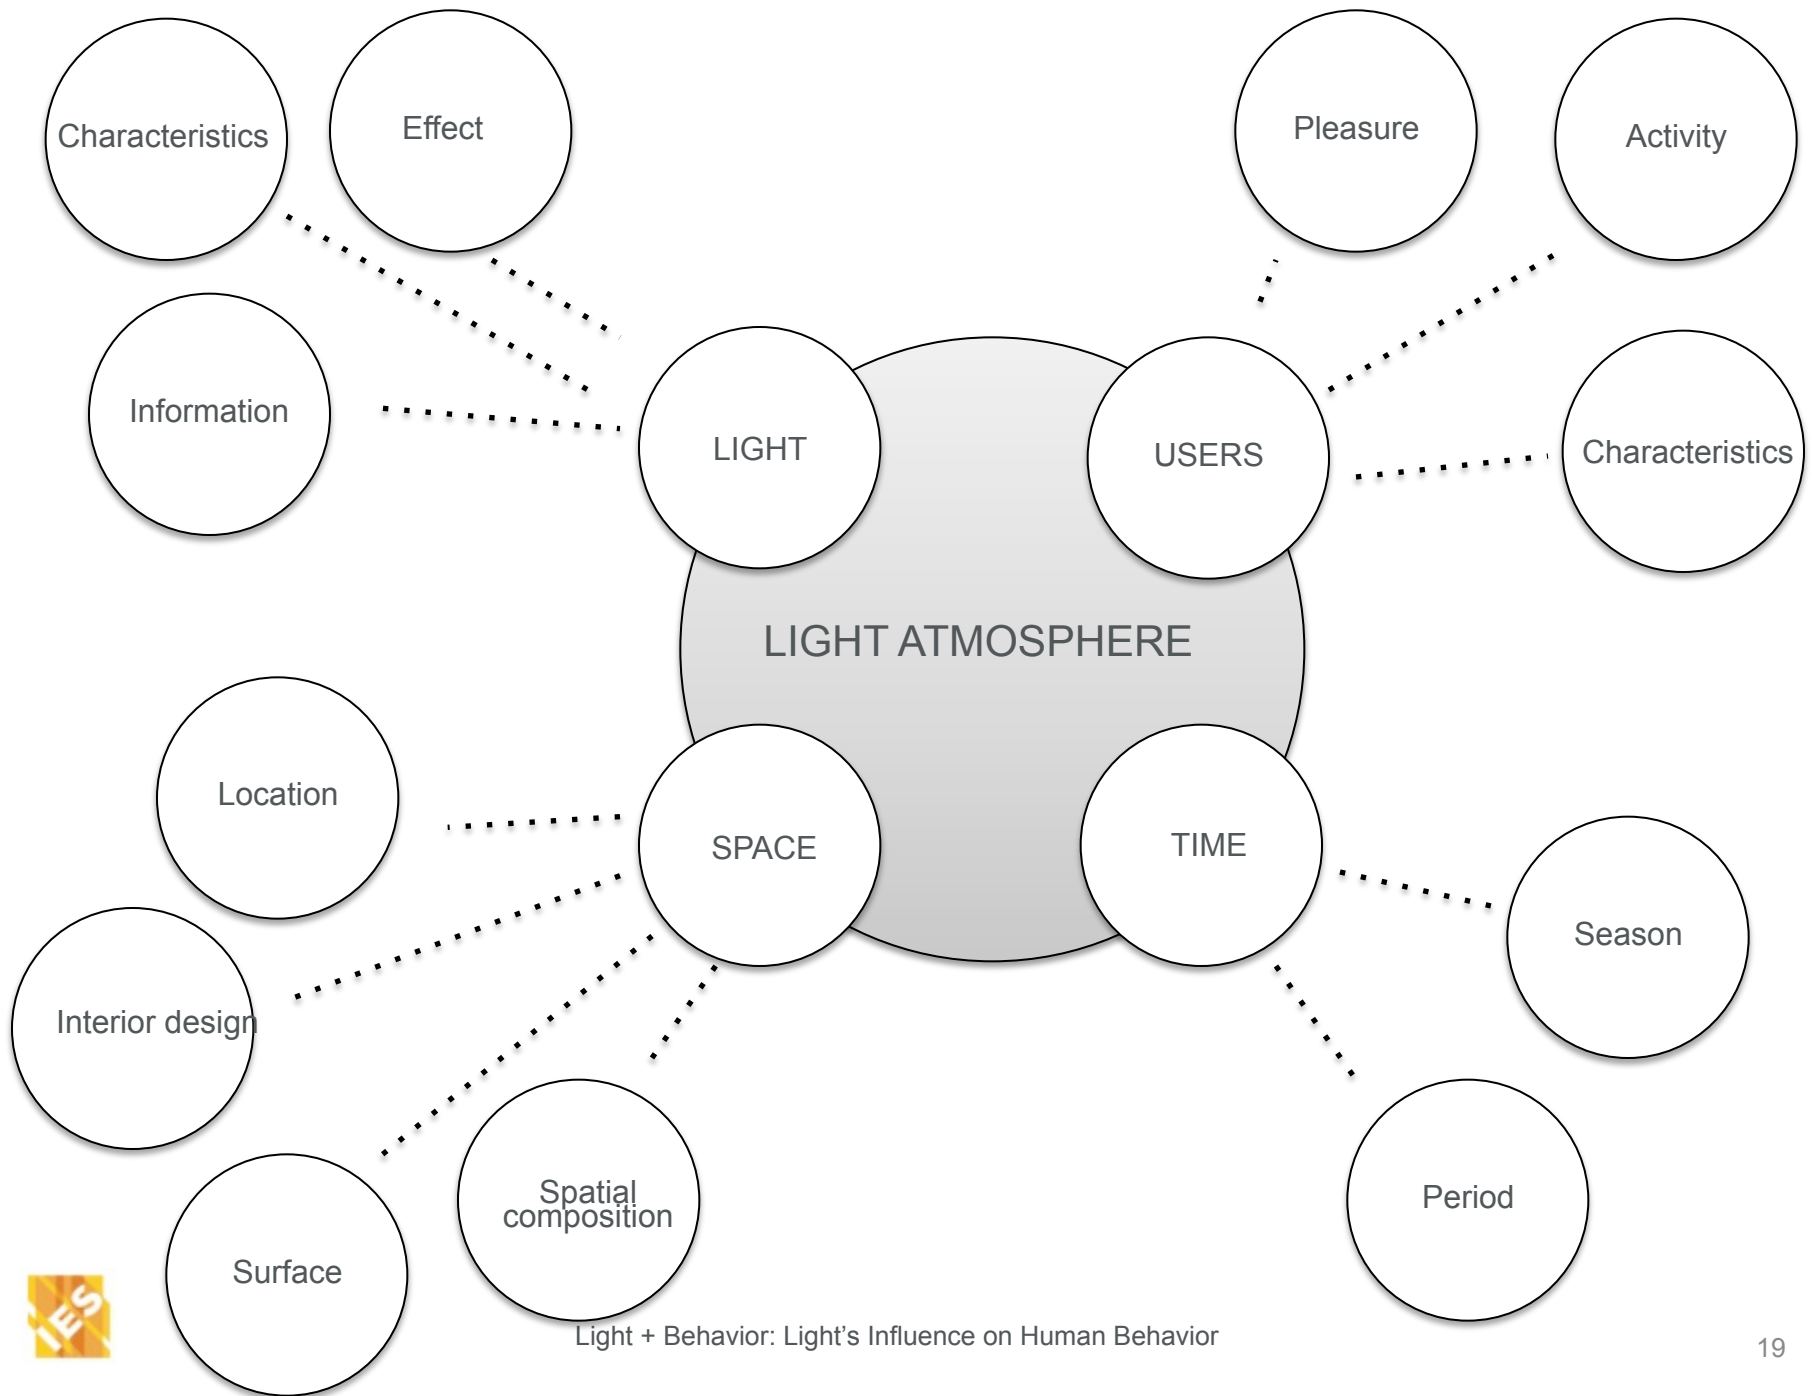 Characteristics
Effect
Pleasure
Activity
Information
LIGHT
USERS
Characteristics
LIGHT ATMOSPHERE
Location
SPACE
TIME
Season
Interior design
Spatial
composition
Period
Surface
IES
Light + Behavior: Light’s Influence on Human Behavior
19